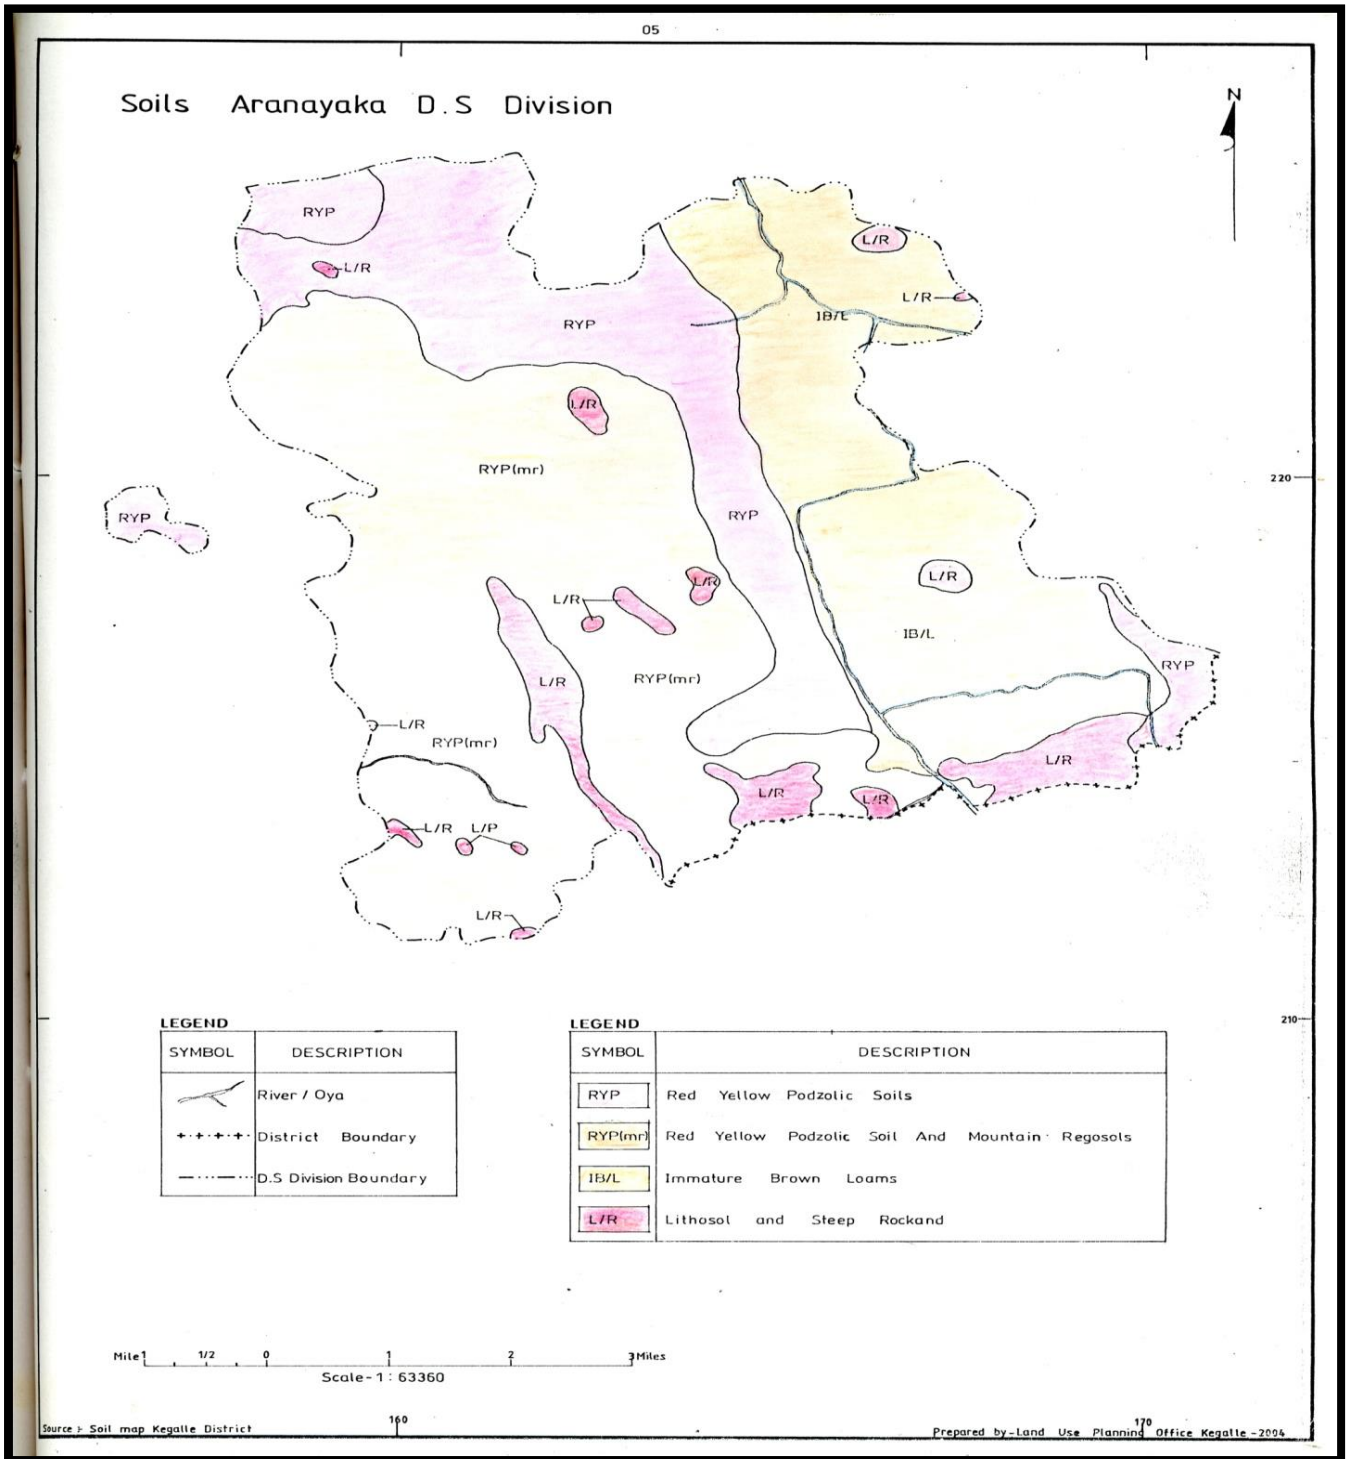 05
Soils Aranayaka D.S Division
N
RYP
L/R
L/R
L/R
RYP
IB/L
L/R
RYP(mr)
220
RYP
RYP
L/R
L/R
L/R
IB/L
RYP
L/R
RYP(mr)
L/R
RYP(mr)
L/R
L/R
L/R
L/R
L/P
L/R
210
LEGEND
SYMBOL DESCRIPTION
River / Oya
District Boundary
D.S Division Boundary
LEGEND
SYMBOL DESCRIPTION
RYP Red Yellow Podzolic Soils
RYP(mr) Red Yellow Podzolic Soil And Mountain Regosols
IB/L Immature Brown Loams
L/R Lithosol and Steep Rockand
Mile 1 1/2 0 1 2 3 Miles
Scale - 1 : 63360
160
170
Source :- Soil map Kegalle District
Prepared by - Land Use Planning Office Kegalle - 2004